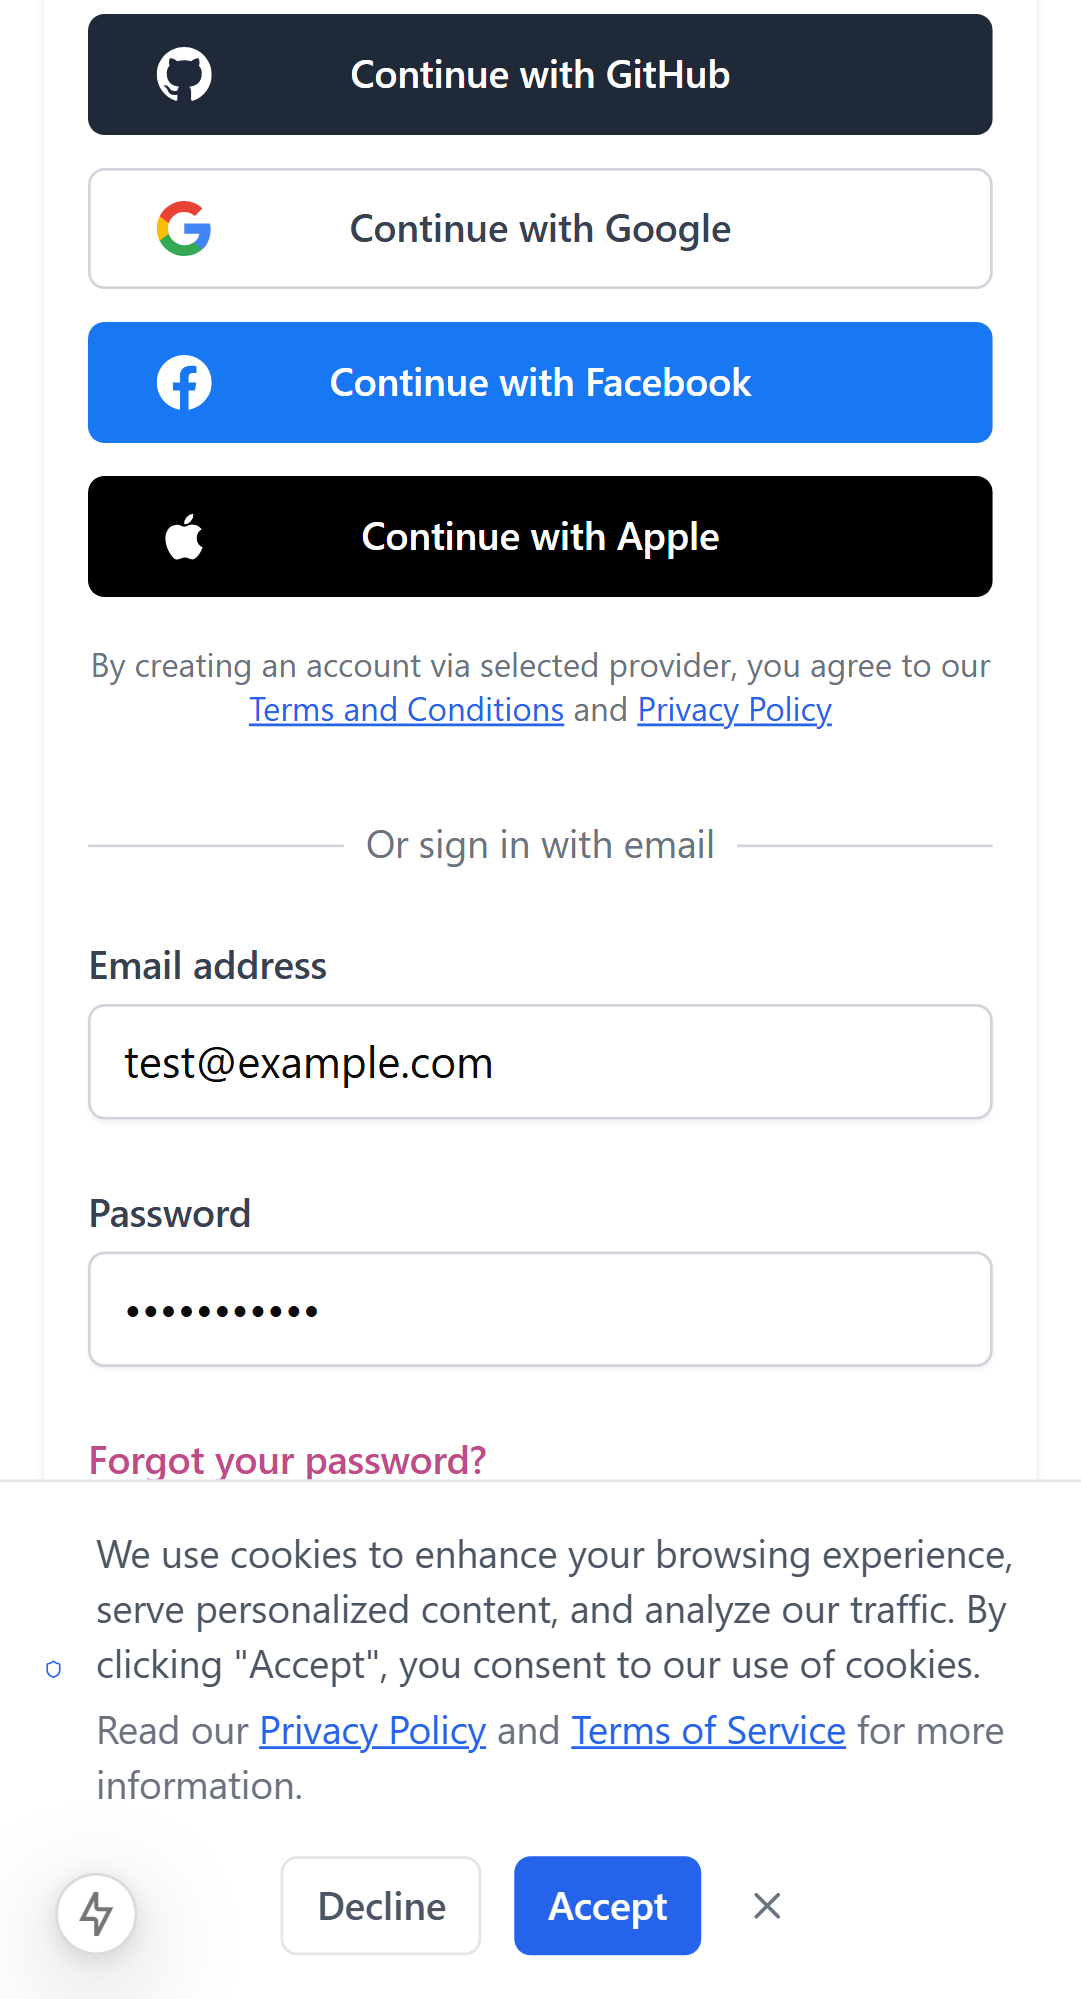 Continue with GitHub
Continue with Google
Continue with Facebook
Continue with Apple
By creating an account via selected provider, you agree to our
Terms and Conditions and Privacy Policy
Or sign in with email
Email address
test@example.com
Password
•••••••••••
Forgot your password?
We use cookies to enhance your browsing experience,
serve personalized content, and analyze our traffic. By
clicking "Accept", you consent to our use of cookies.
Read our Privacy Policy and Terms of Service for more
information.
Decline
Accept